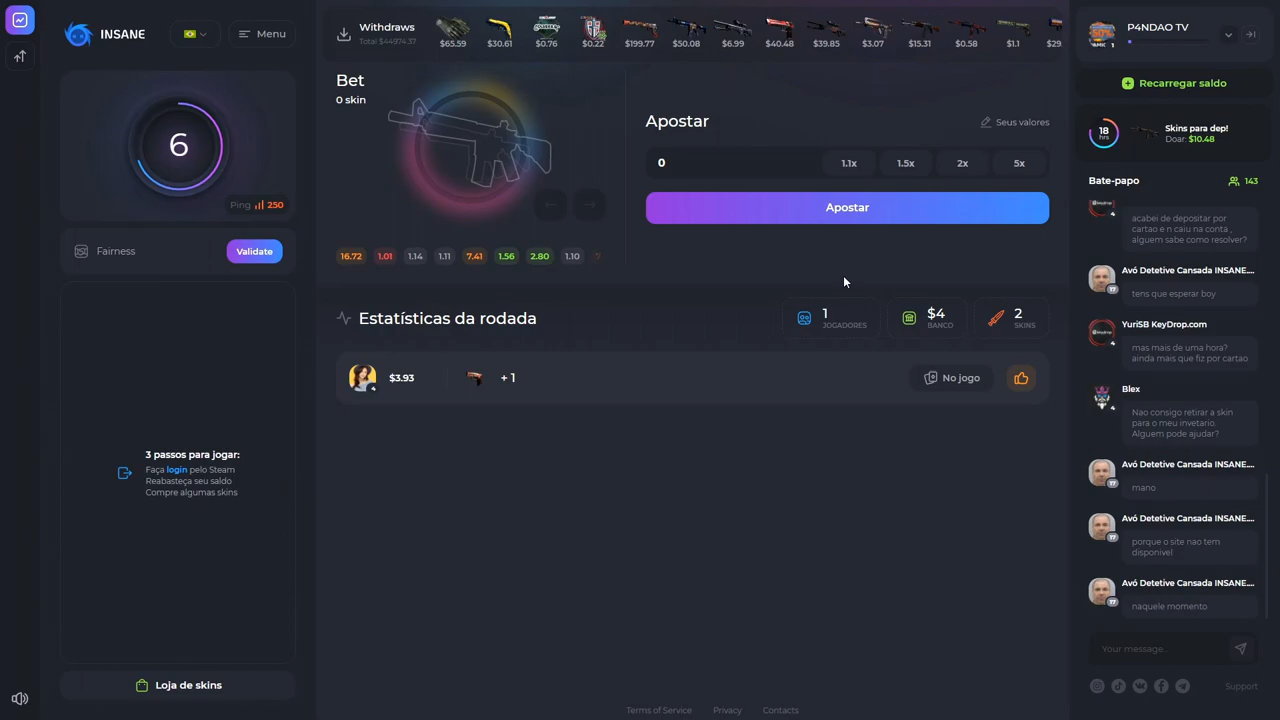 INSANE
Menu
6
Ping 250
Fairness
Validate
3 passos para jogar:
Faça login pelo Steam
Reabasteça seu saldo
Compre algumas skins
Loja de skins
Withdraws
Total $44974.37
$65.59 $30.61 $0.76 $0.22 $199.77 $50.08 $6.99 $40.48 $39.85 $3.07 $15.31 $0.58 $1.1 $29.
Bet
0 skin
16.72 1.01 1.14 1.11 7.41 1.56 2.80 1.10 7
Apostar
Seus valores
0 1.1x 1.5x 2x 5x
Apostar
Estatísticas da rodada
1
JOGADORES
$4
BANCO
2
SKINS
$3.93 + 1 No jogo
Terms of Service Privacy Contacts
50%
P4NDAO TV
1
Recarregar saldo
18
hrs
Skins para dep!
Doar: $10.48
Bate-papo 143
acabei de depositar por
cartao e n caiu na conta ,
alguem sabe como resolver?
Avó Detetive Cansada INSANE....
tens que esperar boy
YuriSB KeyDrop.com
mas mais de uma hora?
ainda mais que fiz por cartao
Blex
Nao consigo retirar a skin
para o meu invetario.
Alguem pode ajudar?
Avó Detetive Cansada INSANE....
mano
Avó Detetive Cansada INSANE....
porque o site nao tem
disponivel
Avó Detetive Cansada INSANE....
naquele momento
Your message..
Support